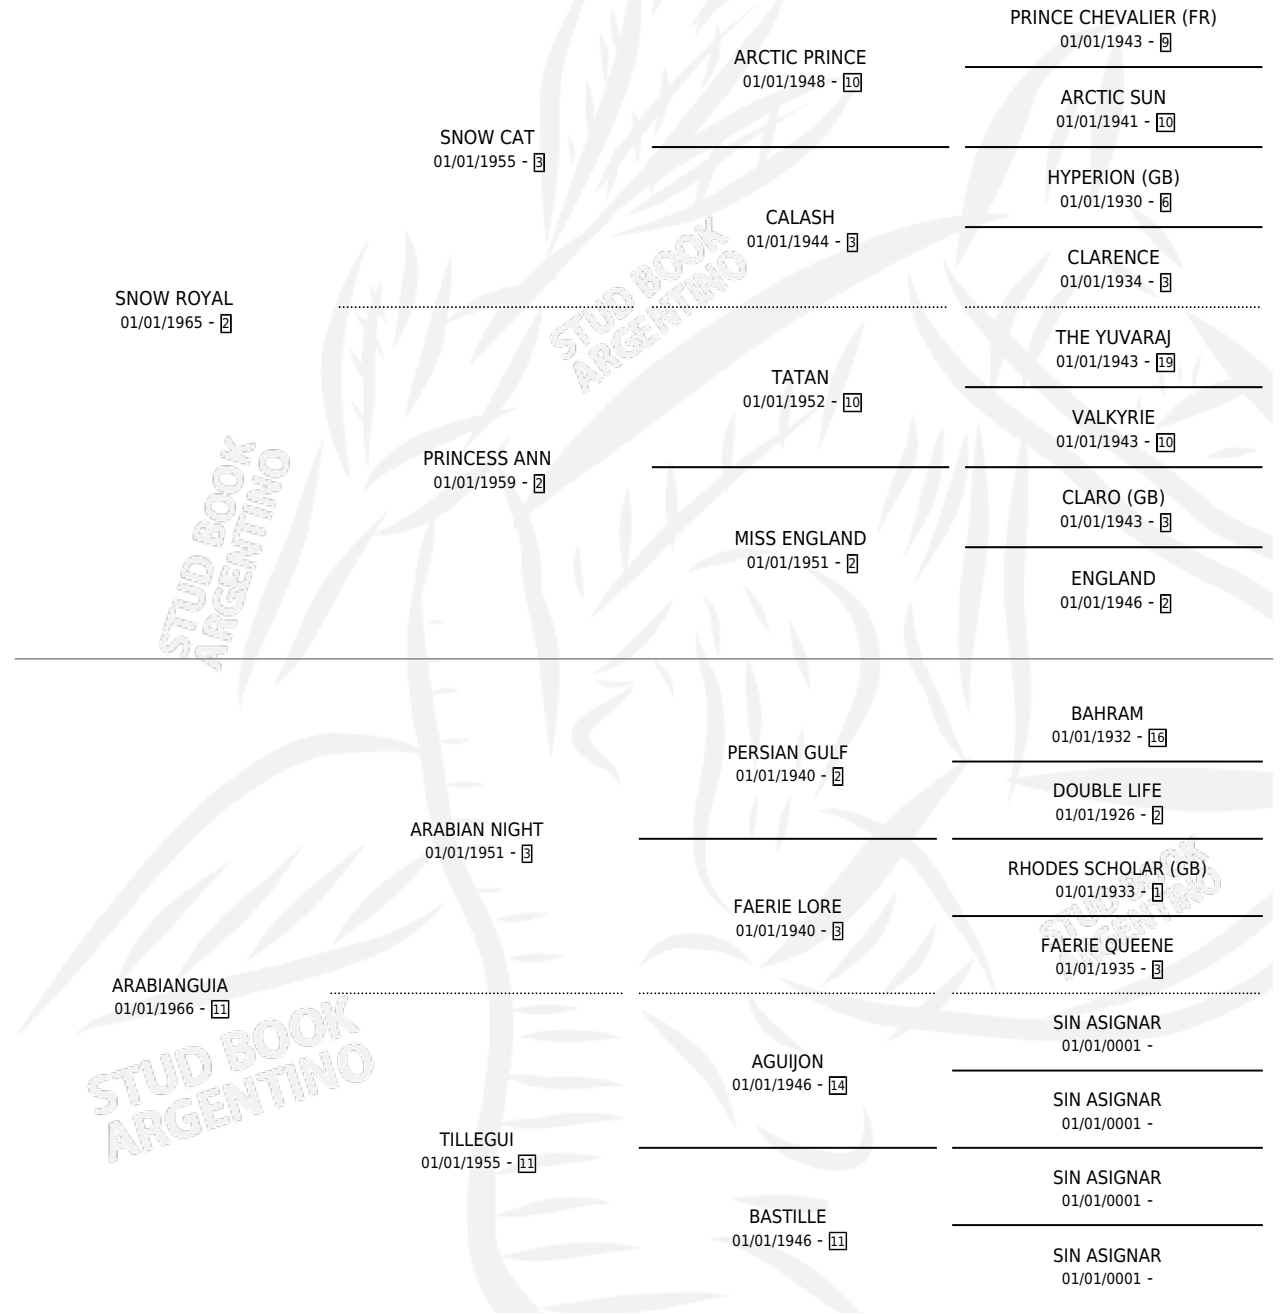 PRINCE CHEVALIER (FR)
01/01/1943 - 9
ARCTIC PRINCE
01/01/1948 - 10
ARCTIC SUN
01/01/1941 - 10
SNOW CAT
01/01/1955 - 3
HYPERION (GB)
01/01/1930 - 6
CALASH
01/01/1944 - 3
CLARENCE
01/01/1934 - 3
SNOW ROYAL
01/01/1965 - 2
THE YUVARAJ
01/01/1943 - 19
TATAN
01/01/1952 - 10
VALKYRIE
01/01/1943 - 10
PRINCESS ANN
01/01/1959 - 2
CLARO (GB)
01/01/1943 - 3
MISS ENGLAND
01/01/1951 - 2
ENGLAND
01/01/1946 - 2
BAHRAM
01/01/1932 - 16
PERSIAN GULF
01/01/1940 - 2
DOUBLE LIFE
01/01/1926 - 2
ARABIAN NIGHT
01/01/1951 - 3
RHODES SCHOLAR (GB)
01/01/1933 - 1
FAERIE LORE
01/01/1940 - 3
FAERIE QUEENE
01/01/1935 - 3
ARABIANGUIA
01/01/1966 - 11
SIN ASIGNAR
01/01/0001 -
AGUIJON
01/01/1946 - 14
SIN ASIGNAR
01/01/0001 -
TILLEGUI
01/01/1955 - 11
SIN ASIGNAR
01/01/0001 -
BASTILLE
01/01/1946 - 11
SIN ASIGNAR
01/01/0001 -
STUD BOOK
ARGENTINO
STUD BOOK
ARGENTINO
STUD BOOK
ARGENTINO
STUD BOOK
ARGENTINO